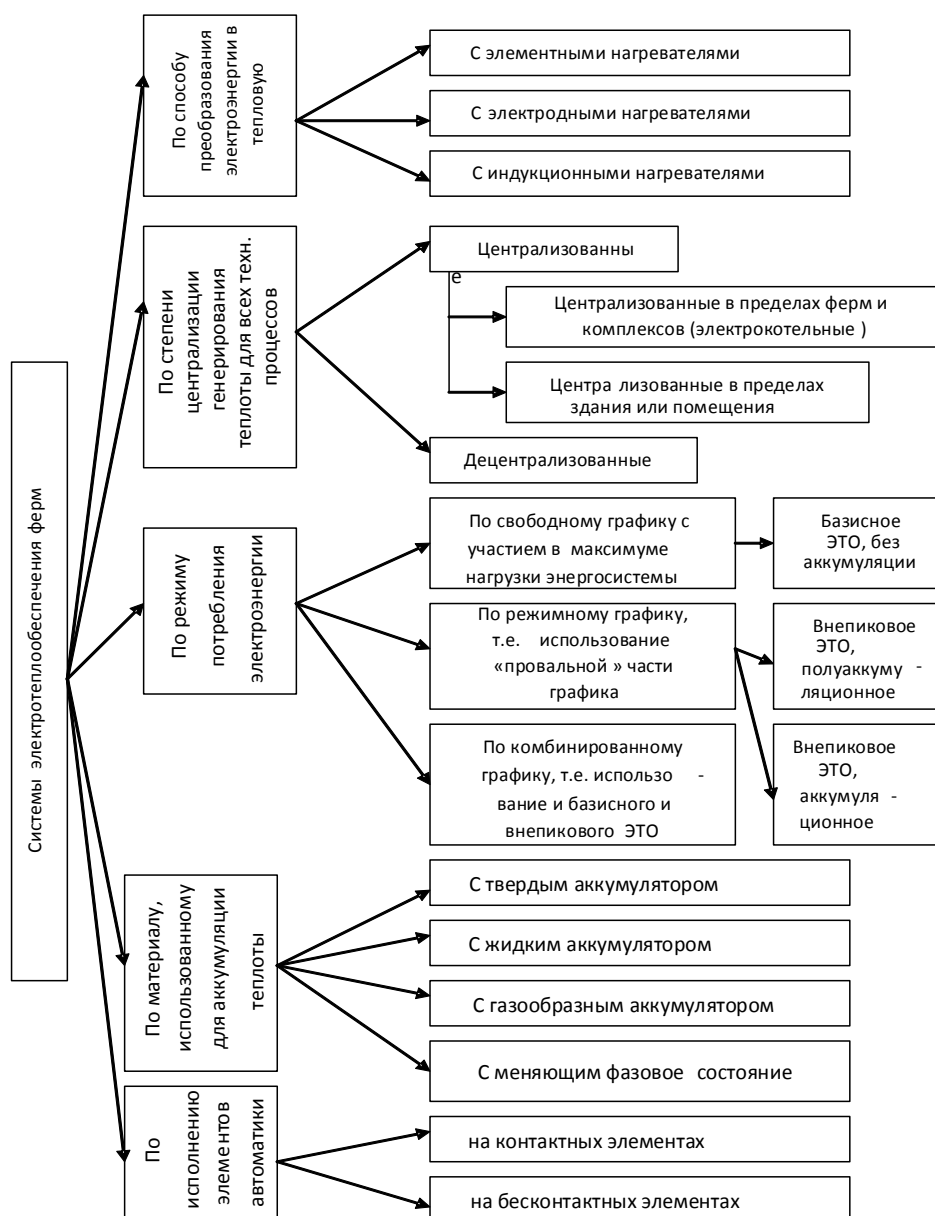 Системы электротеплообеспечения ферм
По способу
преобразования
электроэнергии в
тепловую
С элементными нагревателями
С электродными нагревателями
С индукционными нагревателями
По степени
централизации
генерирования
теплоты для всех техн.
процессов
Централизованны
е
Централизованные в пределах ферм и
комплексов (электрокотельные )
Центра лизованные в пределах
здания или помещения
Децентрализованные
По режиму
потребления
электроэнергии
По свободному графику с
участием в максимуме
нагрузки энергосистемы
Базисное
ЭТО, без
аккумуляции
По режимному графику,
т.е. использование
«провальной » части
графика
Внепиковое
ЭТО,
полуаккуму -
ляционное
Внепиковое
ЭТО,
аккумуля -
ционное
По комбинированному
графику, т.е. использо -
вание и базисного и
внепикового ЭТО
По материалу,
использованному
для аккумуляции
теплоты
С твердым аккумулятором
С жидким аккумулятором
С газообразным аккумулятором
С меняющим фазовое состояние
По
исполнению
элементов
автоматики
на контактных элементах
на бесконтактных элементах